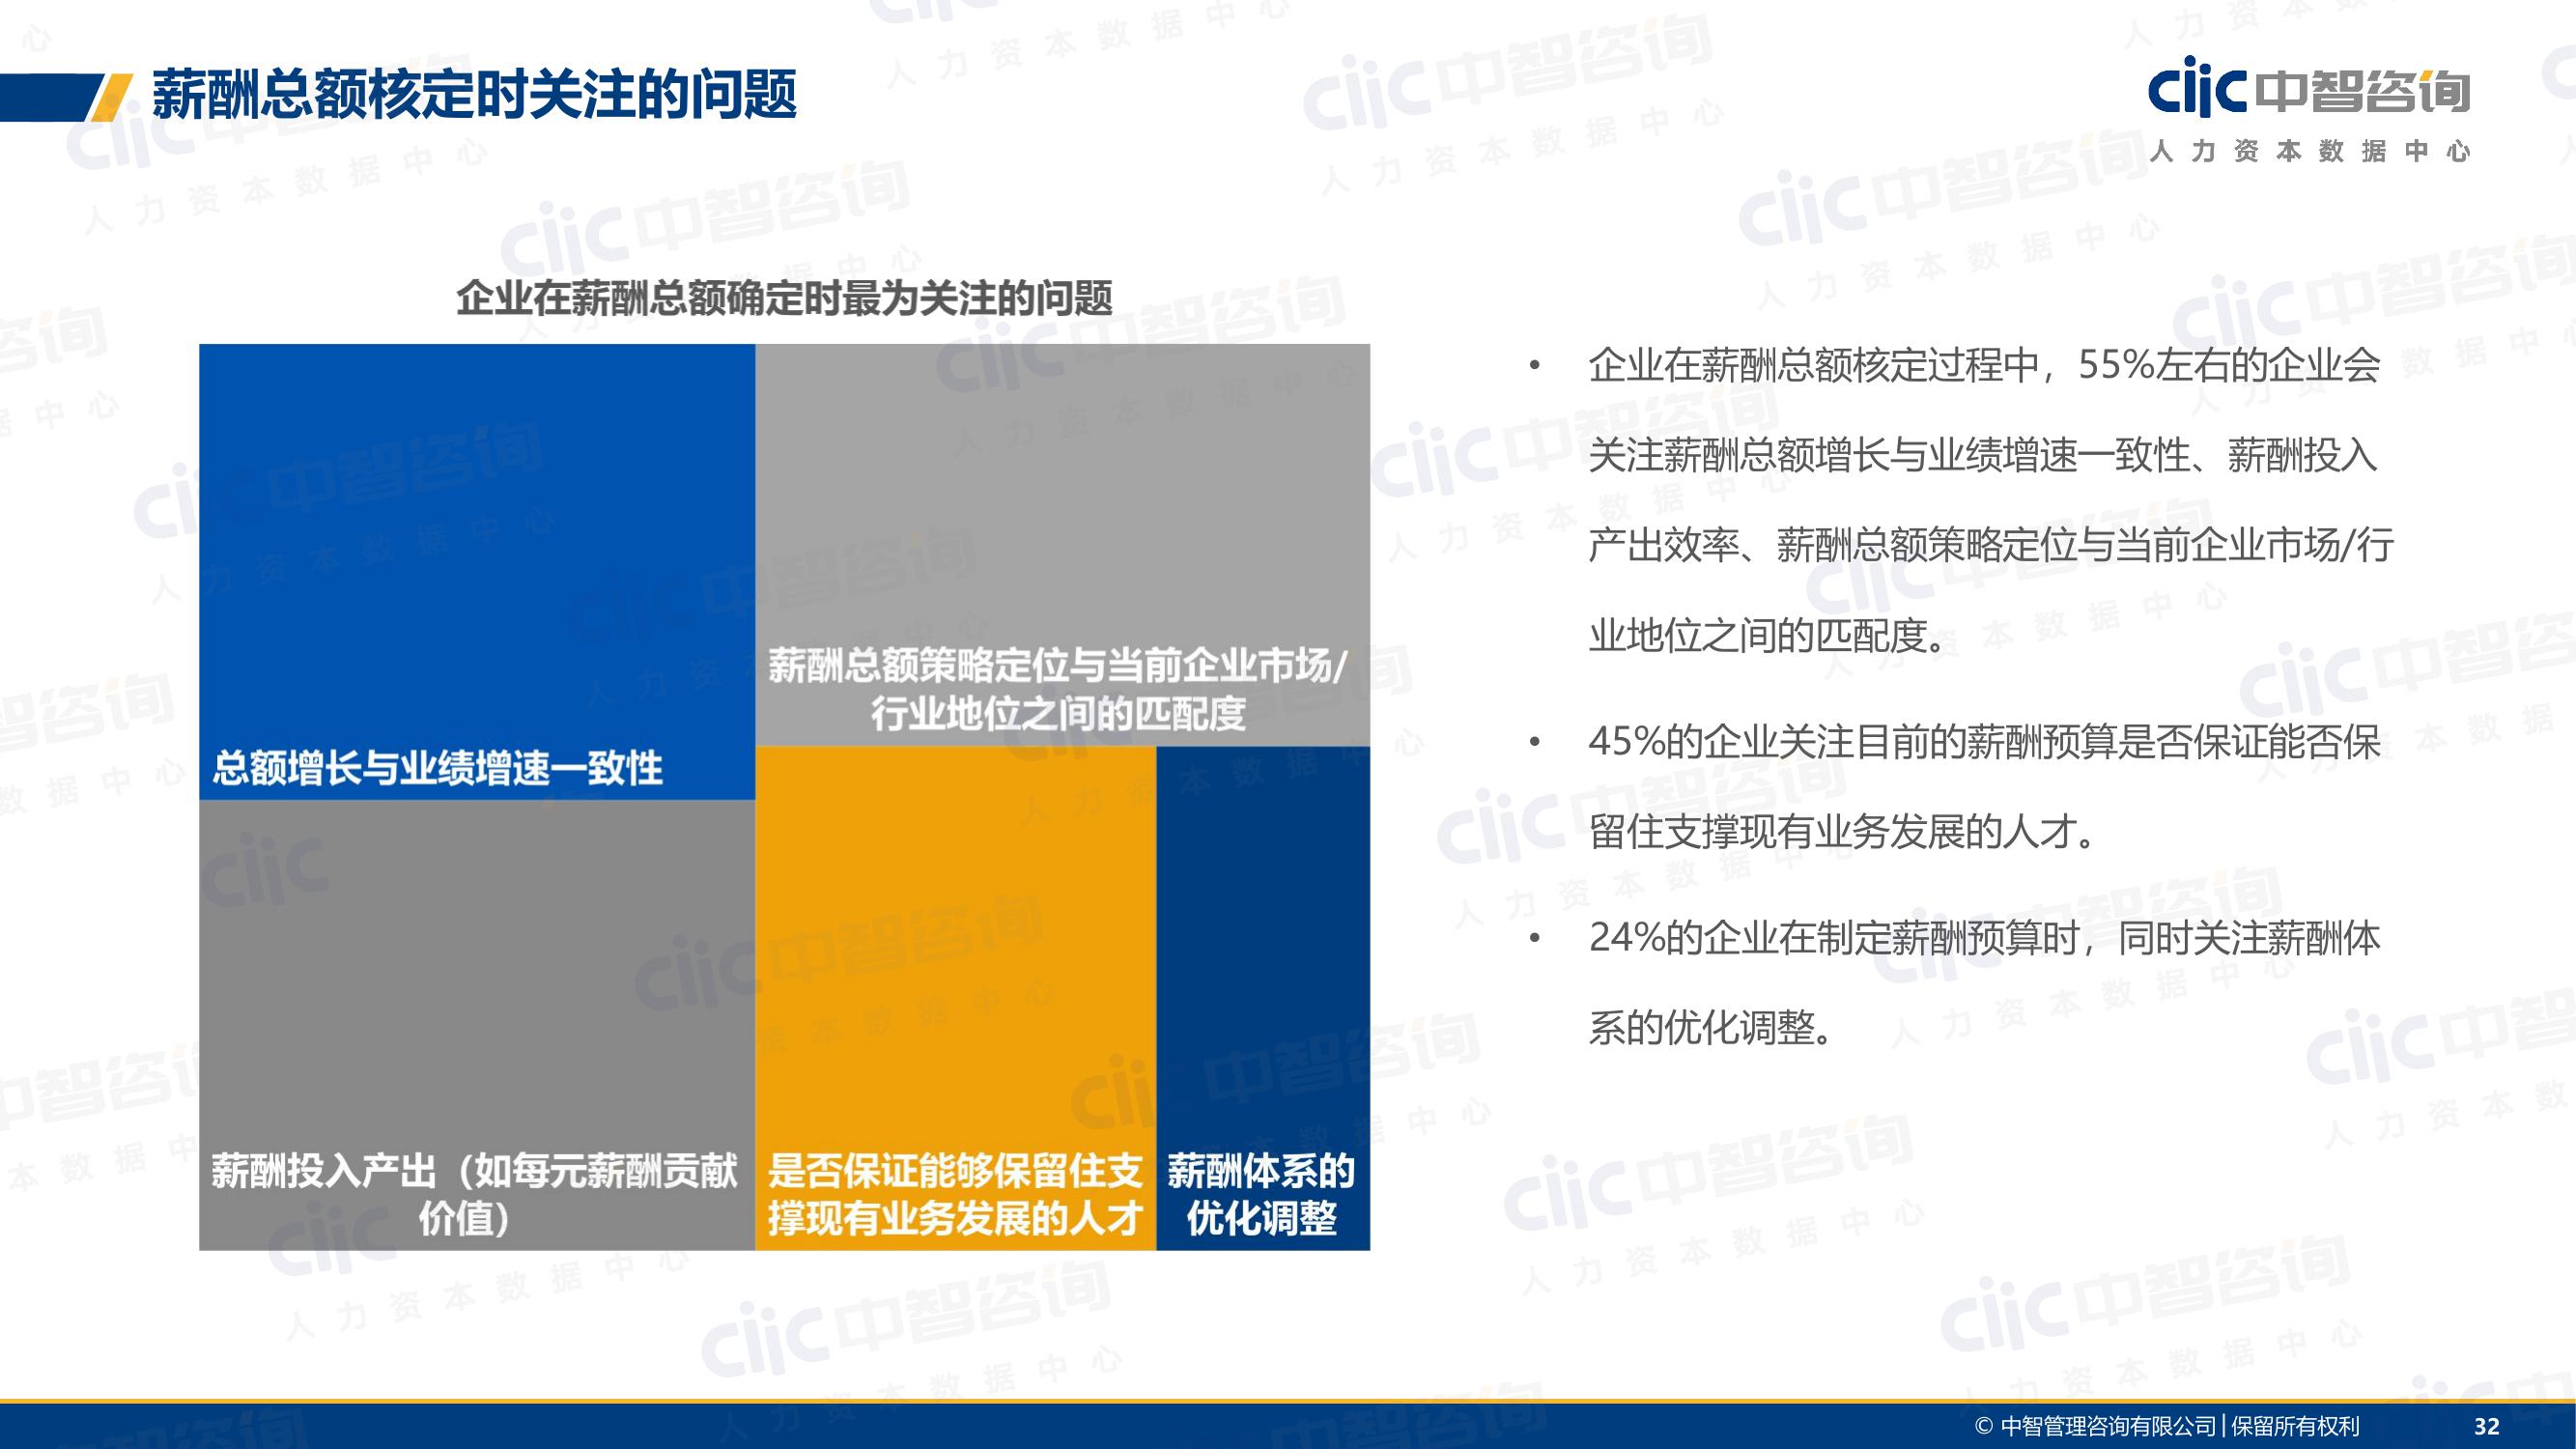 薪酬总额核定时关注的问题
ciic中智咨询
人力资本数据中心
企业在薪酬总额确定时最为关注的问题
总额增长与业绩增速一致性
薪酬总额策略定位与当前企业市场/
行业地位之间的匹配度
薪酬投入产出（如每元薪酬贡献
价值）
是否保证能够保留住支
撑现有业务发展的人才
薪酬体系的
优化调整
• 企业在薪酬总额核定过程中，55%左右的企业会
关注薪酬总额增长与业绩增速一致性、薪酬投入
产出效率、薪酬总额策略定位与当前企业市场/行
业地位之间的匹配度。
• 45%的企业关注目前的薪酬预算是否保证能否保
留住支撑现有业务发展的人才。
• 24%的企业在制定薪酬预算时，同时关注薪酬体
系的优化调整。
© 中智管理咨询有限公司|保留所有权利
32